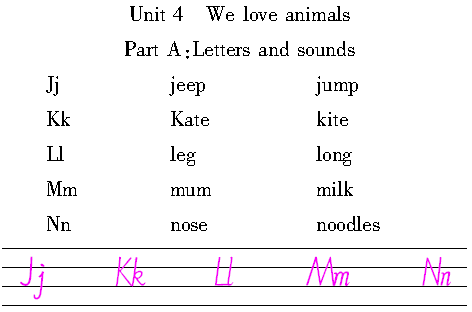 Unit 4 We love animals
Part A:Letters and sounds
Jj jeep jump
Kk Kate kite
Ll leg long
Mm mum milk
Nn nose noodles
Jj Kk Ll Mm Nn